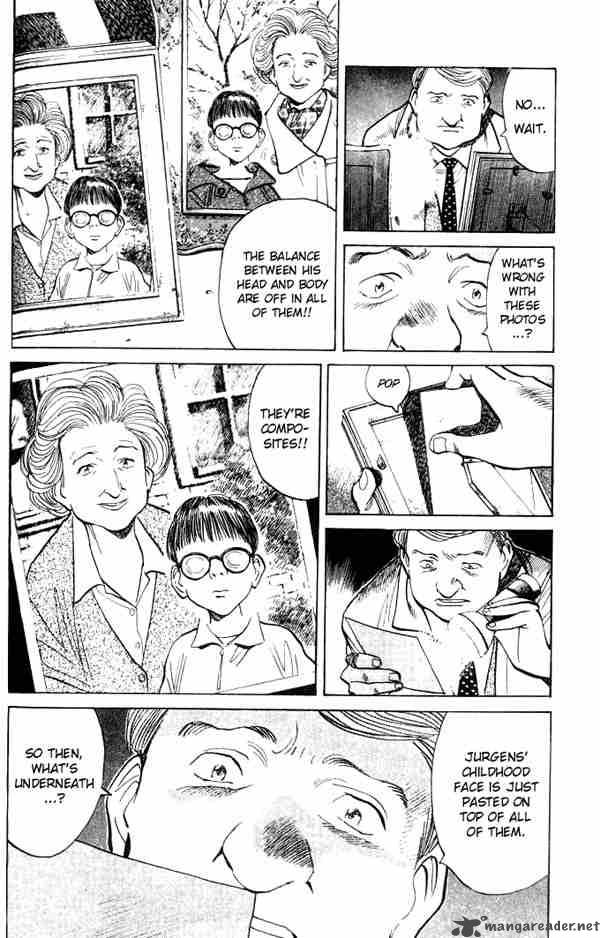 NO...
WAIT.
WHAT'S
WRONG
WITH
THESE
PHOTOS
...?
THE BALANCE
BETWEEN HIS
HEAD AND BODY
ARE OFF IN ALL
OF THEM!!
POP
THEY'RE
COMPO-
SITES!!
JURGENS'
CHILDHOOD
FACE IS JUST
PASTED ON
TOP OF ALL
OF THEM.
SO THEN,
WHAT'S
UNDERNEATH
...?
mangareader.net